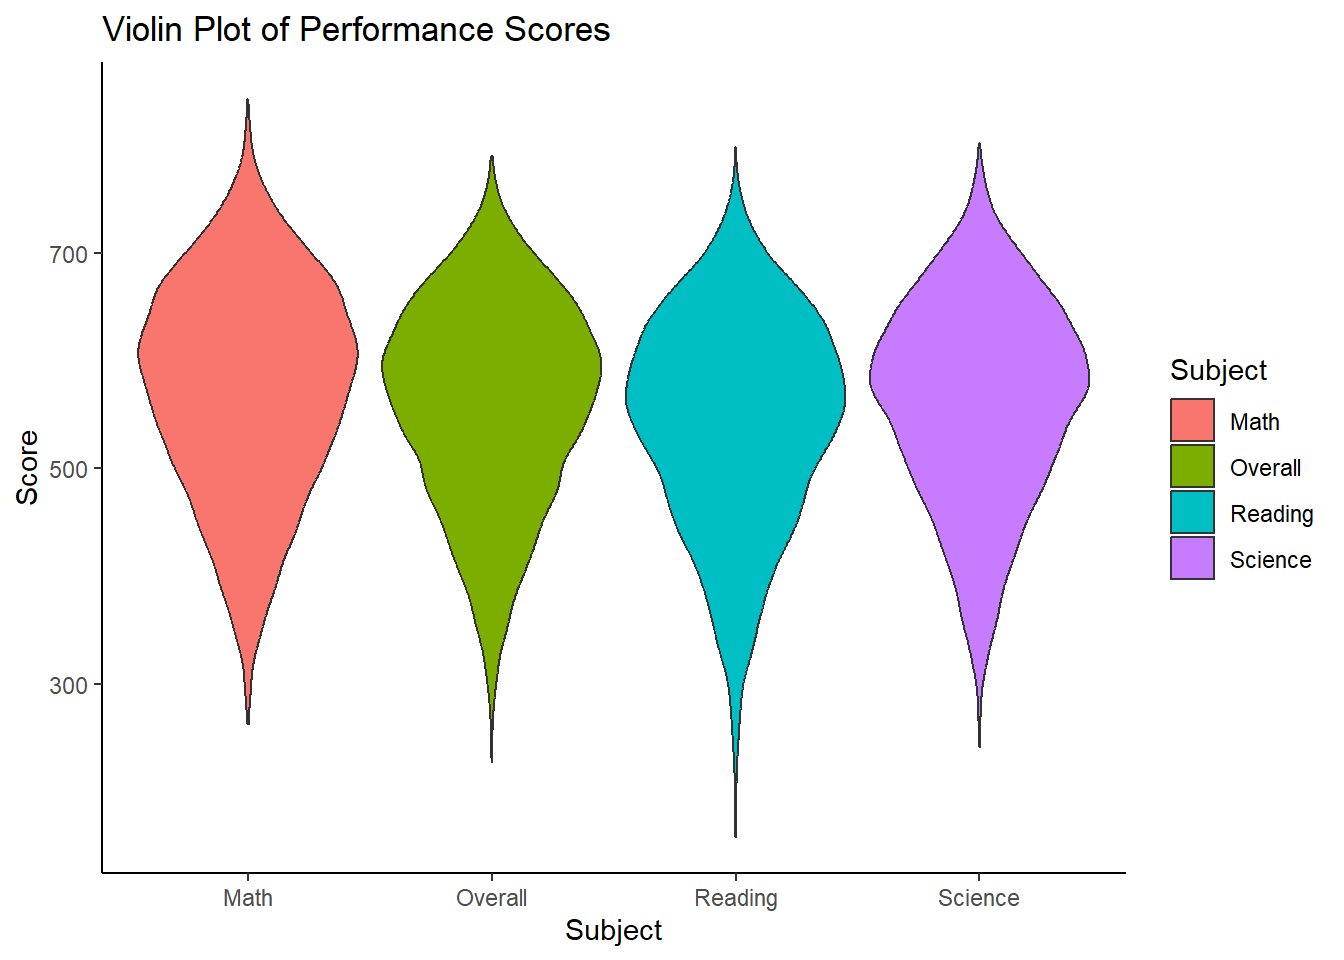 Violin Plot of Performance Scores
700
500
300
Score
Math
Overall
Reading
Science
Subject
Subject
Math
Overall
Reading
Science